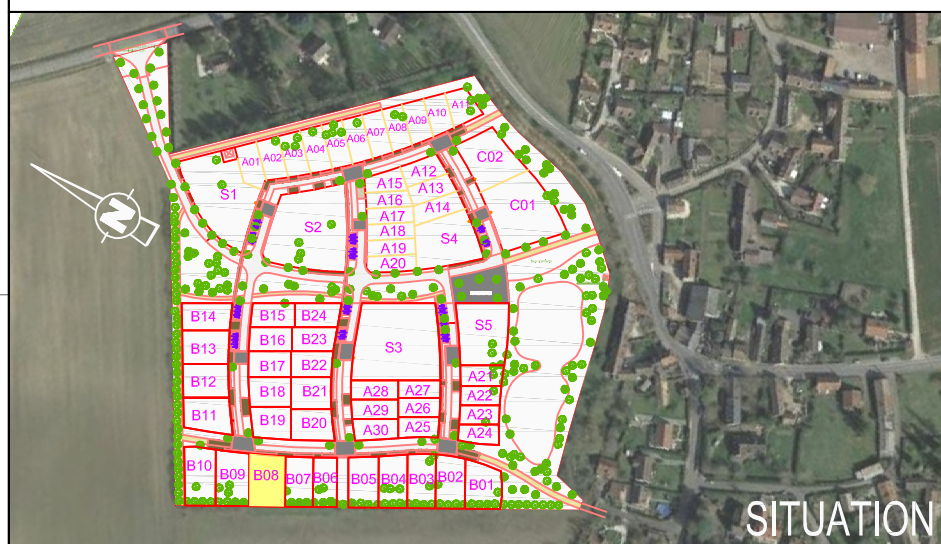 A11
A10
A09
A08
A07
A06
A05
A04
A03
A02
A01
C02
S1
A12
A15
A13
A16
A14
C01
A17
S2
A18
S4
A19
A20
B14
B15
B24
B13
B16
B23
S5
S3
B17
B22
B12
A21
B18
B21
A28
A27
A22
B11
A29
A26
A23
B19
B20
A30
A25
A24
B10
B09
B08
B07
B06
B05
B04
B03
B02
B01
N
SITUATION